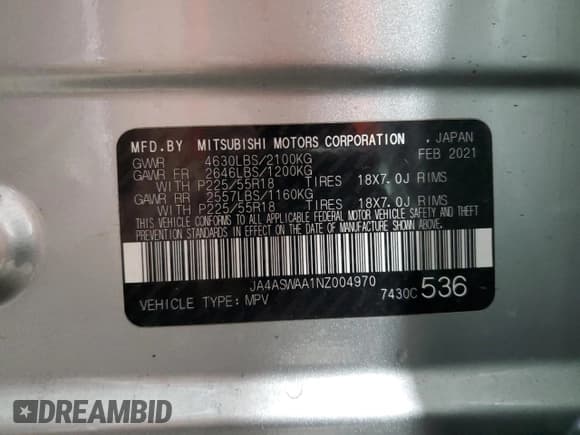 MFD.BY MITSUBISHI MOTORS CORPORATION , JAPAN
GVWR 4630LBS/2100KG FEB 2021
GAWR FR 2646LBS/1200KG
WITH P225/55R18 TIRES 18X7.0J RIMS
GAWR RR 2557LBS/1160KG
WITH P225/55R18 TIRES 18X7.0J RIMS
THIS VEHICLE CONFORMS TO ALL APPLICABLE FEDERAL MOTOR VEHICLE SAFETY AND THEFT
PREVENTION STANDARDS IN EFFECT ON THE DATE OF MANUFACTURE SHOWN ABOVE.
JA4ASWAA1NZ004970
VEHICLE TYPE: MPV 7430C 536
DREAMBID